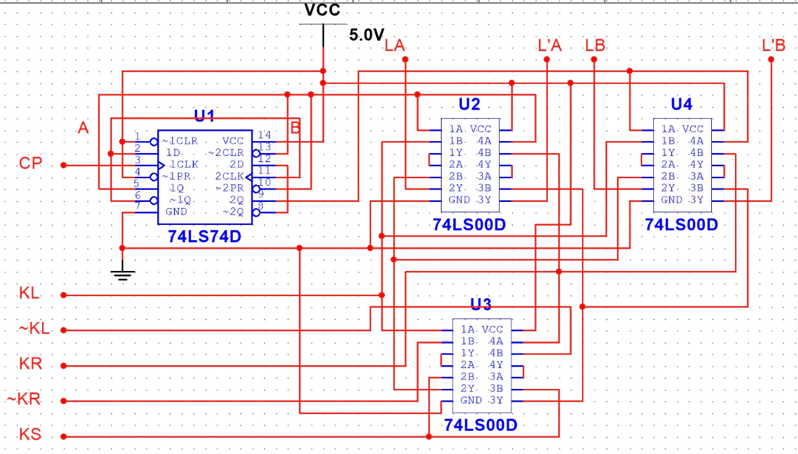 VCC
5.0V
LA
L'A
LB
L'B
U1
U2
U4
A
B
CP
1
~1CLR
VCC
14
2
1D
~2CLR
13
3
1CLK
2D
12
4
~1PR
2CLK
11
5
1Q
~2PR
10
6
~1Q
2Q
9
7
GND
~2Q
8
74LS74D
1A VCC
1B 4A
1Y 4B
2A 4Y
2B 3A
2Y 3B
GND 3Y
74LS00D
1A VCC
1B 4A
1Y 4B
2A 4Y
2B 3A
2Y 3B
GND 3Y
74LS00D
KL
~KL
KR
~KR
KS
U3
1A VCC
1B 4A
1Y 4B
2A 4Y
2B 3A
2Y 3B
GND 3Y
74LS00D